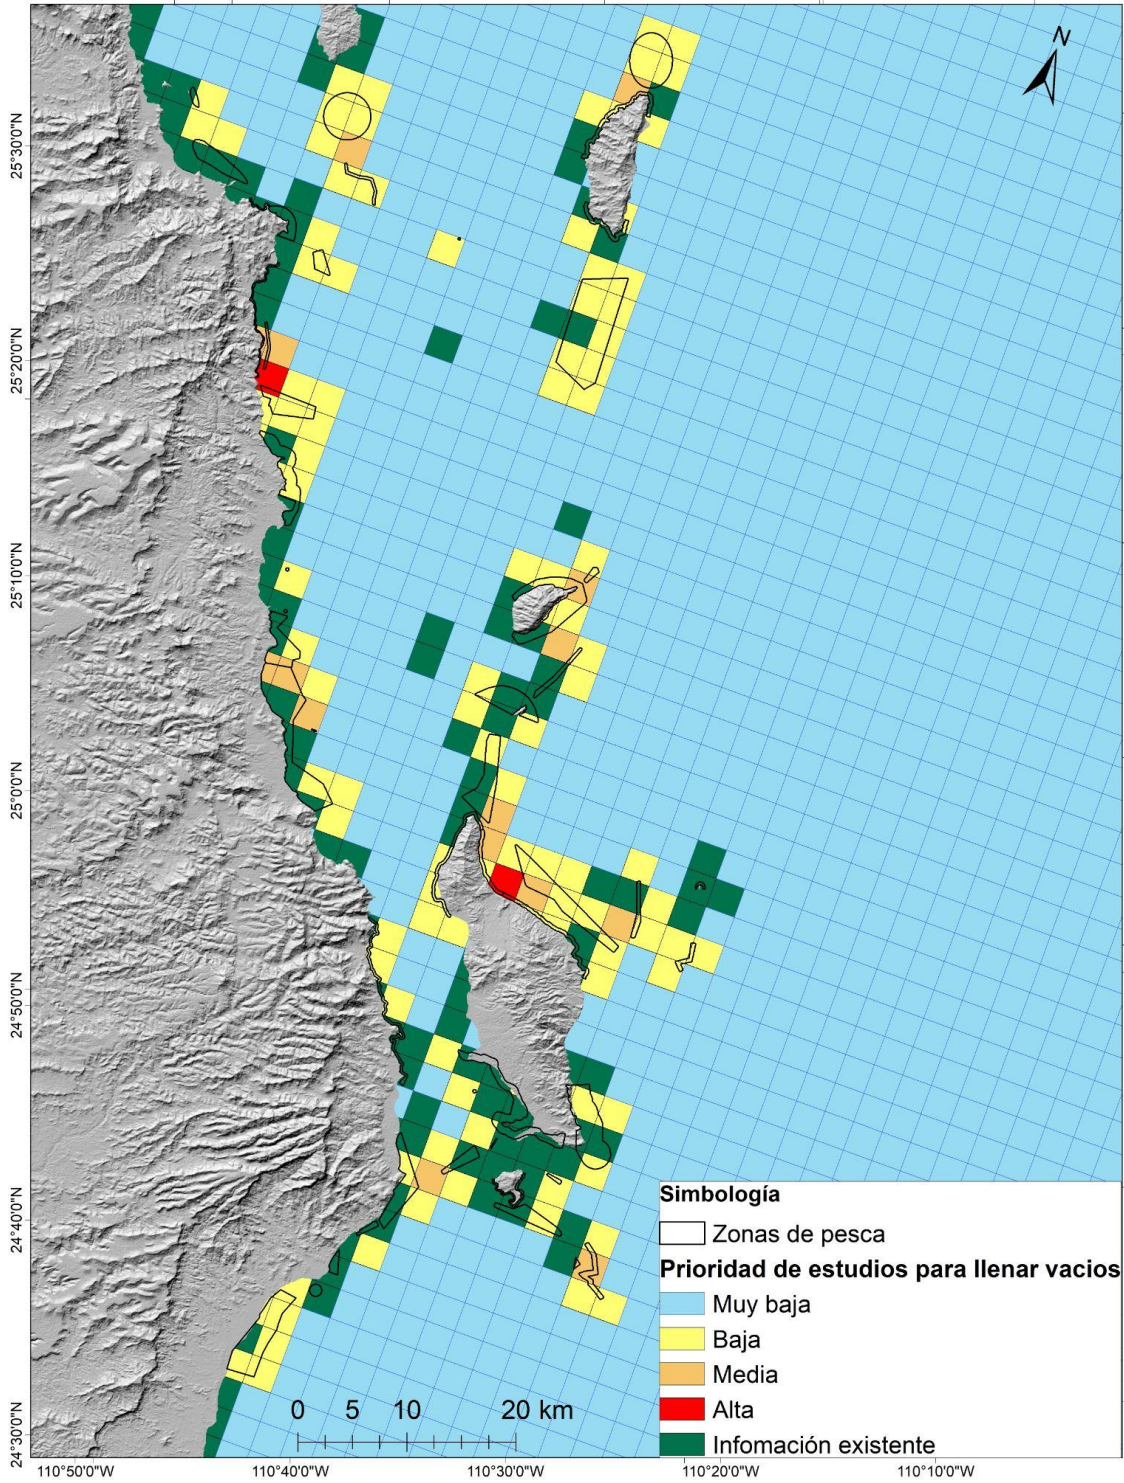 N
25°30'0"N
25°20'0"N
25°10'0"N
25°0'0"N
24°50'0"N
24°40'0"N
24°30'0"N
Simbología
Zonas de pesca
Prioridad de estudios para llenar vacios
Muy baja
Baja
Media
Alta
Infomación existente
0 5 10 20 km
110°50'0"W 110°40'0"W 110°30'0"W 110°20'0"W 110°10'0"W